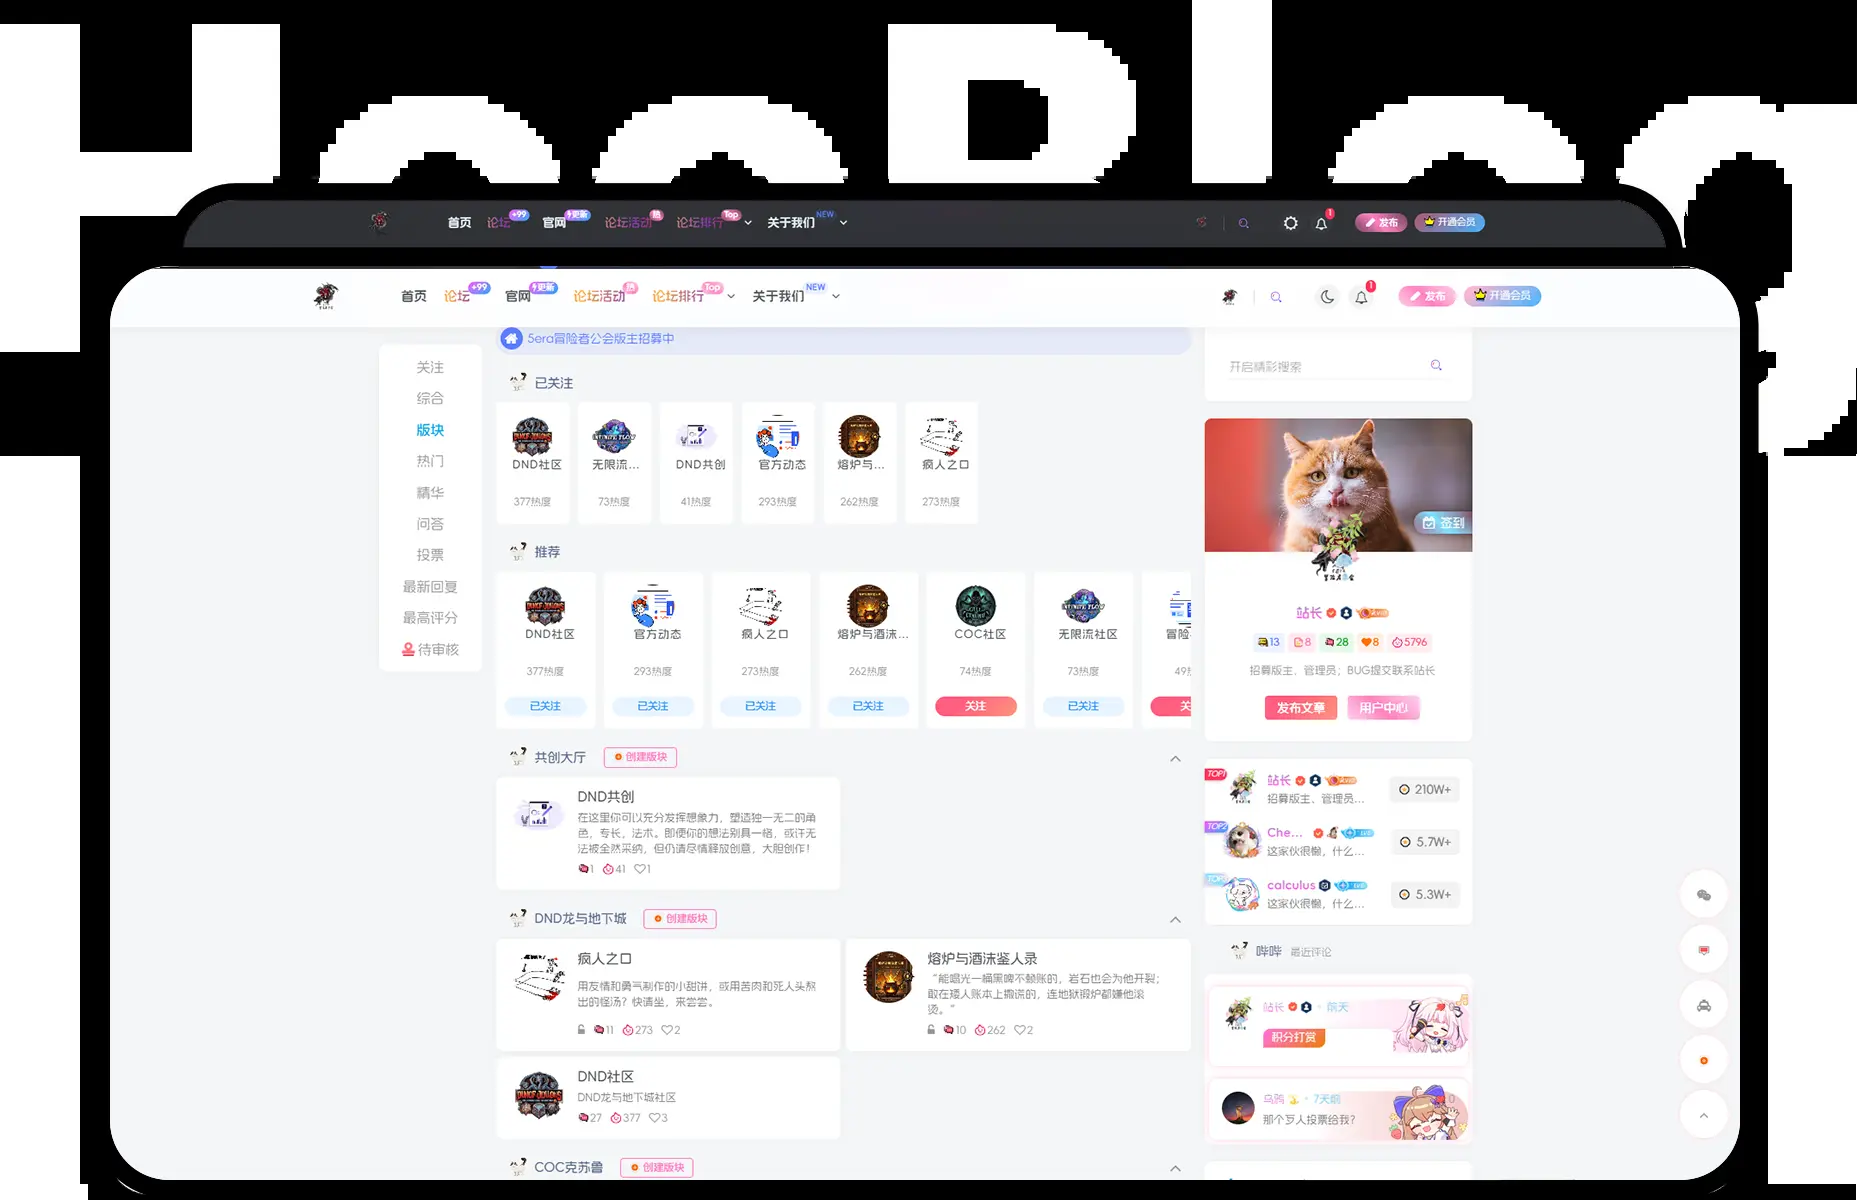 HeoBlog
首页 论坛 +99 官网 更新 论坛活动 热 论坛排行 Top 关于我们 NEW 1 发布 开通会员
首页 论坛 +99 官网 更新 论坛活动 热 论坛排行 Top 关于我们 NEW 1 发布 开通会员
5era冒险者公会版主招募中
关注
综合
版块
热门
精华
问答
投票
最新回复
最高评分
待审核
已关注
DND社区 无限流... DND共创 官方动态 熔炉与... 疯人之口
377热度 73热度 41热度 293热度 262热度 273热度
推荐
DND社区 官方动态 疯人之口 熔炉与酒沫... COC社区 无限流社区 冒险
377热度 293热度 273热度 262热度 74热度 73热度 49热
已关注 已关注 已关注 已关注 关注 已关注 关
共创大厅 创建版块
DND共创
在这里你可以充分发挥想象力，塑造独一无二的角
色，专长，法术。即便你的想法别具一格，或许无
法被全然采纳，但仍请尽情释放创意，大胆创作！
1 41 1
DND龙与地下城 创建版块
疯人之口
用友情和勇气制作的小甜饼，或用苦肉和死人头熬
出的怪汤？快请坐，来尝尝。
11 273 2
熔炉与酒沫鉴人录
“能喝光一桶黑啤不赖账的，岩石也会为他开裂；
敢在矮人账本上撒谎的，连地狱锻炉都嫌他滚
烫。”
10 262 2
DND社区
DND龙与地下城社区
27 377 3
COC克苏鲁 创建版块
开启精彩搜索
签到
站长
13 8 28 8 5796
招募版主、管理员；BUG提交联系站长
发布文章 用户中心
TOP1 站长 210W+
招募版主、管理员...
TOP2 Che... 5.7W+
这家伙很懒，什么...
calculus 5.3W+
这家伙很懒，什么...
哔哔 最近评论
站长 · 前天
积分打赏
乌鸦 · 7天前
那个歹人投票给我？